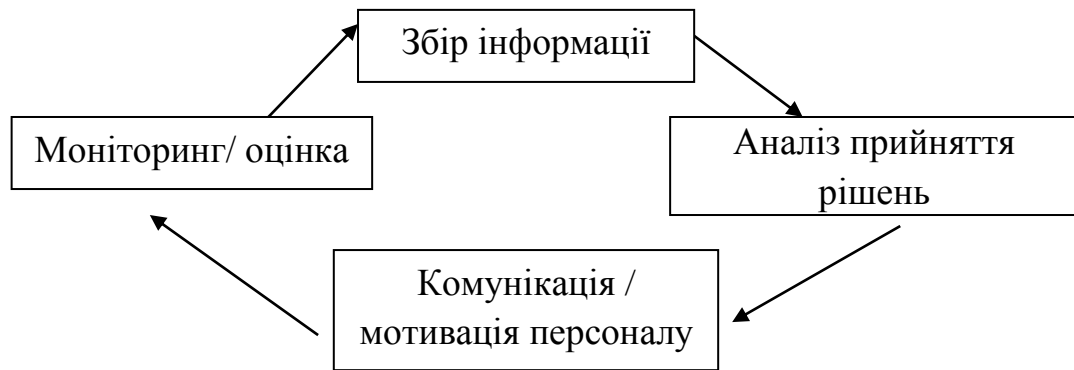 Збір інформації
Моніторинг/ оцінка
Аналіз прийняття
рішень
Комунікація /
мотивація персоналу